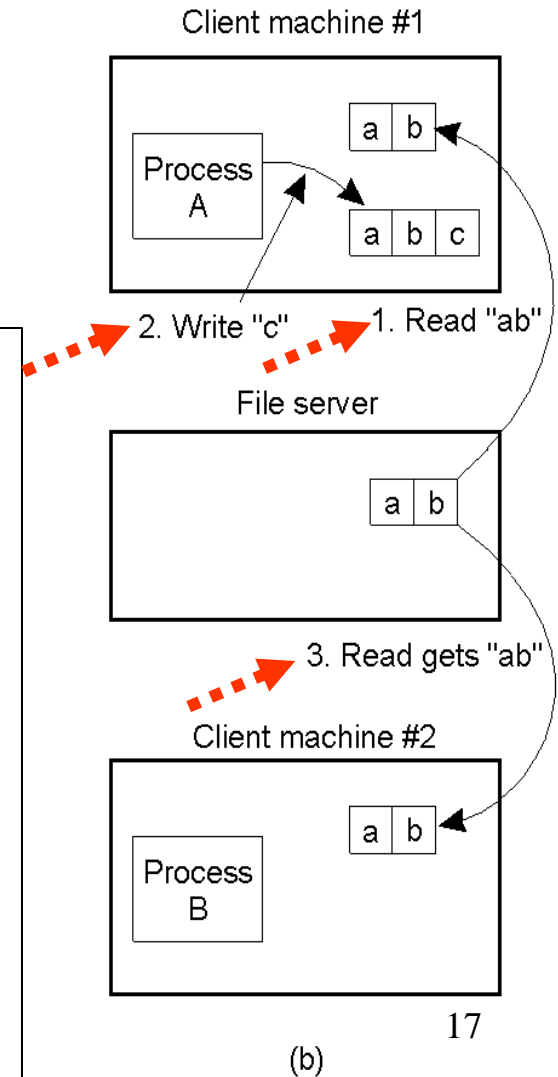 Client machine #1
a b
Process
A
a b c
2. Write "c"
1. Read "ab"
File server
a b
3. Read gets "ab"
Client machine #2
a b
Process
B
17
(b)